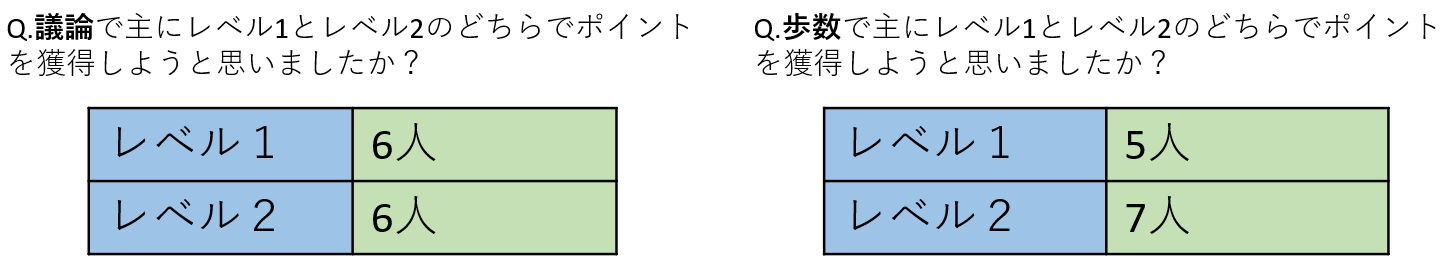 Q.議論で主にレベル1とレベル2のどちらでポイント
を獲得しようと思いましたか？
レベル１ 6人
レベル２ 6人
Q.歩数で主にレベル1とレベル2のどちらでポイント
を獲得しようと思いましたか？
レベル１ 5人
レベル２ 7人